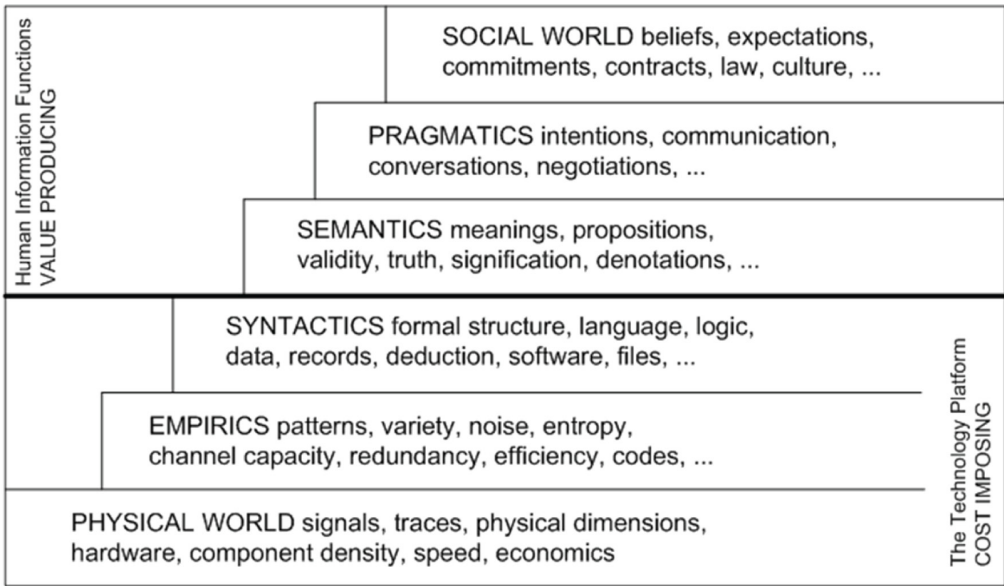 Human Information Functions
VALUE PRODUCING
SOCIAL WORLD beliefs, expectations,
commitments, contracts, law, culture, ...
PRAGMATICS intentions, communication,
conversations, negotiations, ...
SEMANTICS meanings, propositions,
validity, truth, signification, denotations, ...
SYNTACTICS formal structure, language, logic,
data, records, deduction, software, files, ...
EMPIRICS patterns, variety, noise, entropy,
channel capacity, redundancy, efficiency, codes, ...
PHYSICAL WORLD signals, traces, physical dimensions,
hardware, component density, speed, economics
The Technology Platform
COST IMPOSING